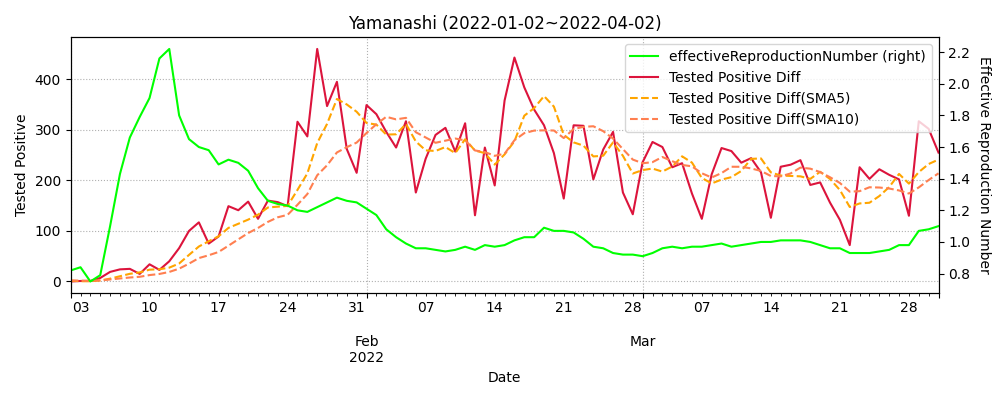 Yamanashi (2022-01-02~2022-04-02)
effectiveReproductionNumber (right)
Tested Positive Diff
Tested Positive Diff(SMA5)
Tested Positive Diff(SMA10)
Tested Positive
400
300
200
100
0
2.2
2.0
1.8
1.6
1.4
1.2
1.0
0.8
Effective Reproduction Number
03 10 17 24 31 07 14 21 28 07 14 21 28
Feb Mar
2022
Date